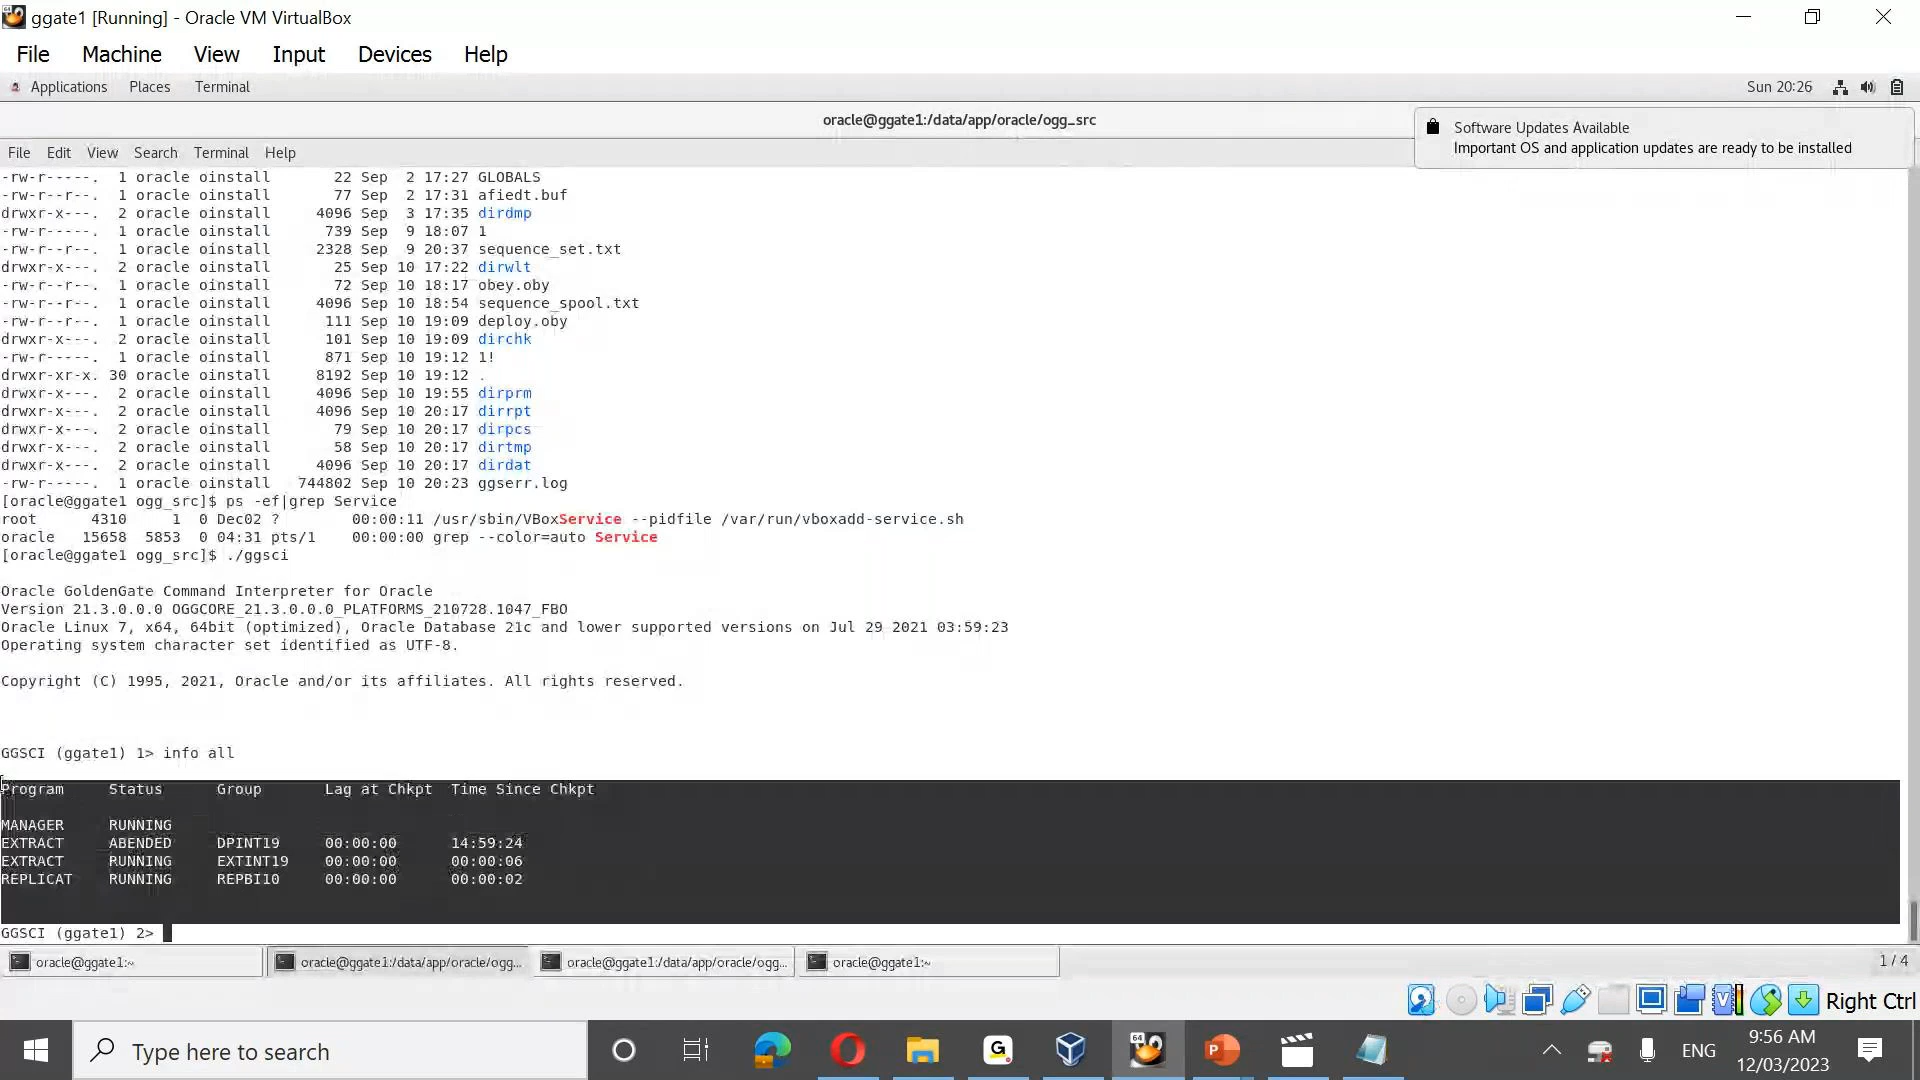 ggate1 [Running] - Oracle VM VirtualBox
File Machine View Input Devices Help
Applications Places Terminal Sun 20:26
oracle@ggate1:/data/app/oracle/ogg_src
Software Updates Available
Important OS and application updates are ready to be installed
File Edit View Search Terminal Help
-rw-r-----. 1 oracle oinstall 22 Sep 2 17:27 GLOBALS
-rw-r--r--. 1 oracle oinstall 77 Sep 2 17:31 afiedt.buf
drwxr-x---. 2 oracle oinstall 4096 Sep 3 17:35 dirdmp
-rw-r-----. 1 oracle oinstall 739 Sep 9 18:07 1
-rw-r--r--. 1 oracle oinstall 2328 Sep 9 20:37 sequence_set.txt
drwxr-x---. 2 oracle oinstall 25 Sep 10 17:22 dirwlt
-rw-r-----. 1 oracle oinstall 72 Sep 10 18:17 obey.oby
-rw-r--r--. 1 oracle oinstall 4096 Sep 10 18:54 sequence_spool.txt
-rw-r--r--. 1 oracle oinstall 111 Sep 10 19:09 deploy.oby
drwxr-x---. 2 oracle oinstall 101 Sep 10 19:09 dirchk
-rw-r-----. 1 oracle oinstall 871 Sep 10 19:12 1!
drwxr-xr-x. 30 oracle oinstall 8192 Sep 10 19:12 .
drwxr-x---. 2 oracle oinstall 4096 Sep 10 19:55 dirprm
drwxr-x---. 2 oracle oinstall 4096 Sep 10 20:17 dirrpt
drwxr-x---. 2 oracle oinstall 79 Sep 10 20:17 dirpcs
drwxr-x---. 2 oracle oinstall 58 Sep 10 20:17 dirtmp
drwxr-x---. 2 oracle oinstall 4096 Sep 10 20:17 dirdat
-rw-r-----. 1 oracle oinstall 744802 Sep 10 20:23 ggserr.log
[oracle@ggate1 ogg_src]$ ps -ef|grep Service
root 4310 1 0 Dec02 ? 00:00:11 /usr/sbin/VBoxService --pidfile /var/run/vboxadd-service.sh
oracle 15658 5853 0 04:31 pts/1 00:00:00 grep --color=auto Service
[oracle@ggate1 ogg_src]$ ./ggsci
Oracle GoldenGate Command Interpreter for Oracle
Version 21.3.0.0.0 OGGCORE_21.3.0.0.0_PLATFORMS_210728.1047_FBO
Oracle Linux 7, x64, 64bit (optimized), Oracle Database 21c and lower supported versions on Jul 29 2021 03:59:23
Operating system character set identified as UTF-8.
Copyright (C) 1995, 2021, Oracle and/or its affiliates. All rights reserved.
GGSCI (ggate1) 1> info all
Program Status Group Lag at Chkpt Time Since Chkpt
MANAGER RUNNING
EXTRACT ABENDED DPINT19 00:00:00 14:59:24
EXTRACT RUNNING EXTINT19 00:00:00 00:00:06
REPLICAT RUNNING REPBI10 00:00:00 00:00:02
GGSCI (ggate1) 2>
oracle@ggate1:~ oracle@ggate1:/data/app/oracle/ogg... oracle@ggate1:/data/app/oracle/ogg... oracle@ggate1:~ 1 / 4
Right Ctrl
Type here to search
ENG
9:56 AM
12/03/2023